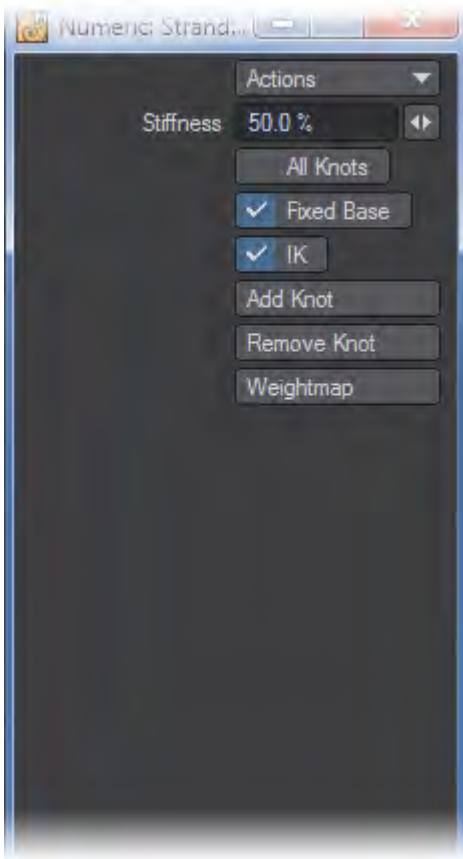 Numeric: Strand...
Actions
Stiffness 50.0 %
All Knots
Fixed Base
IK
Add Knot
Remove Knot
Weightmap